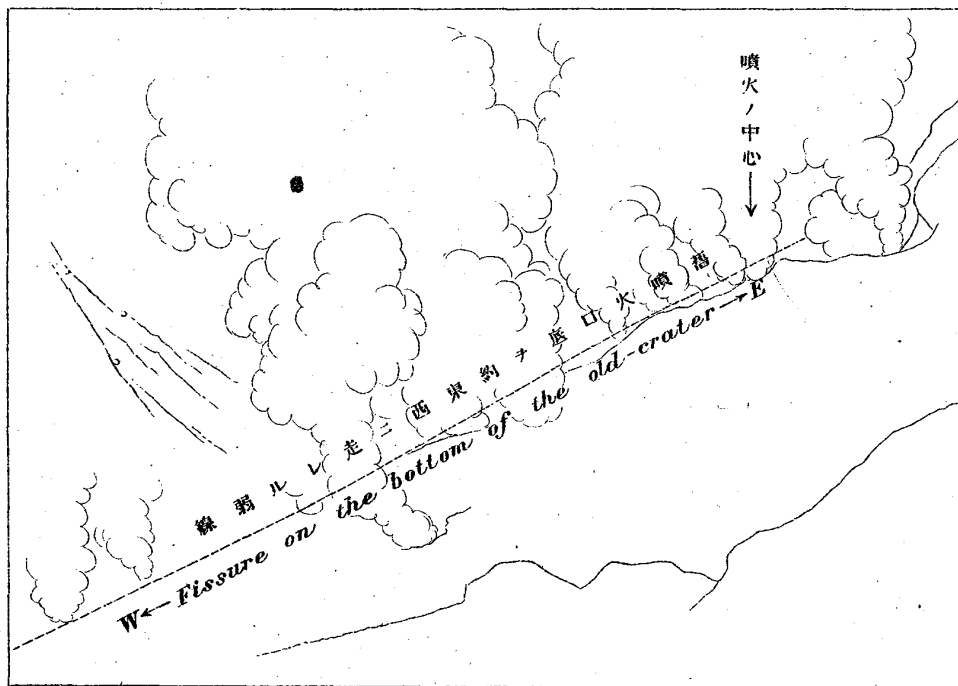 噴火ノ中心
舊噴火口底ヲ約東西ニ走レル弱線
W← Fissure on the bottom of the old-crater →E